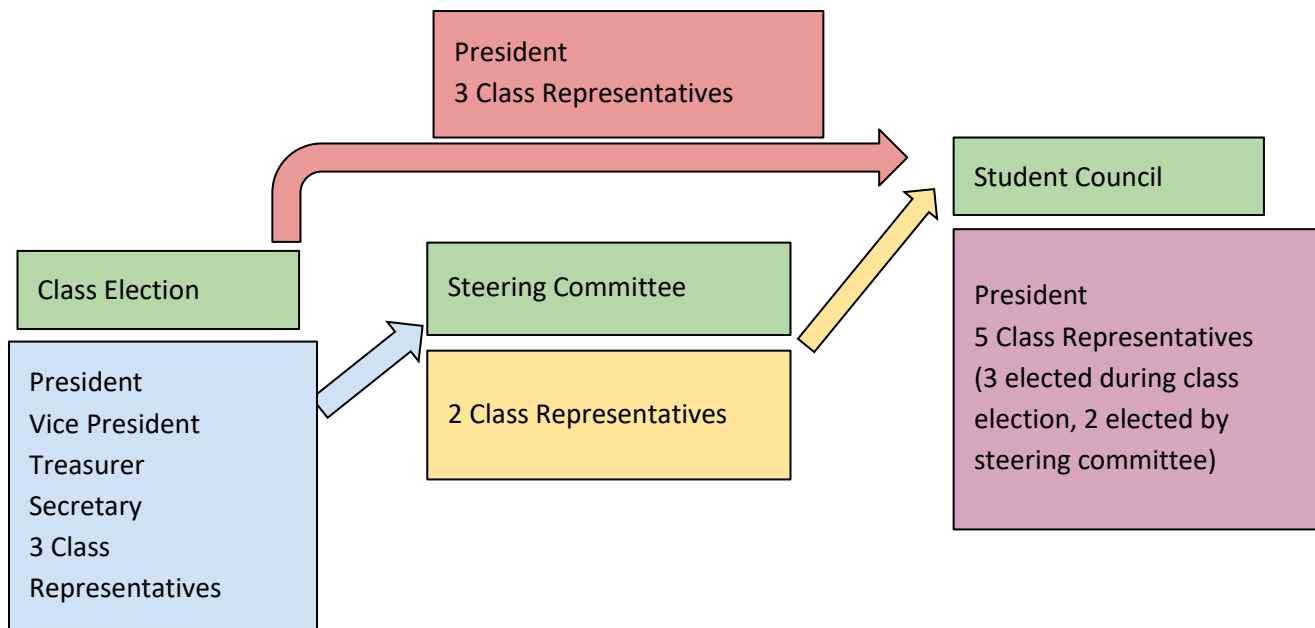 President
3 Class Representatives
Student Council
Class Election
Steering Committee
President
Vice President
Treasurer
Secretary
3 Class
Representatives
2 Class Representatives
President
5 Class Representatives
(3 elected during class
election, 2 elected by
steering committee)